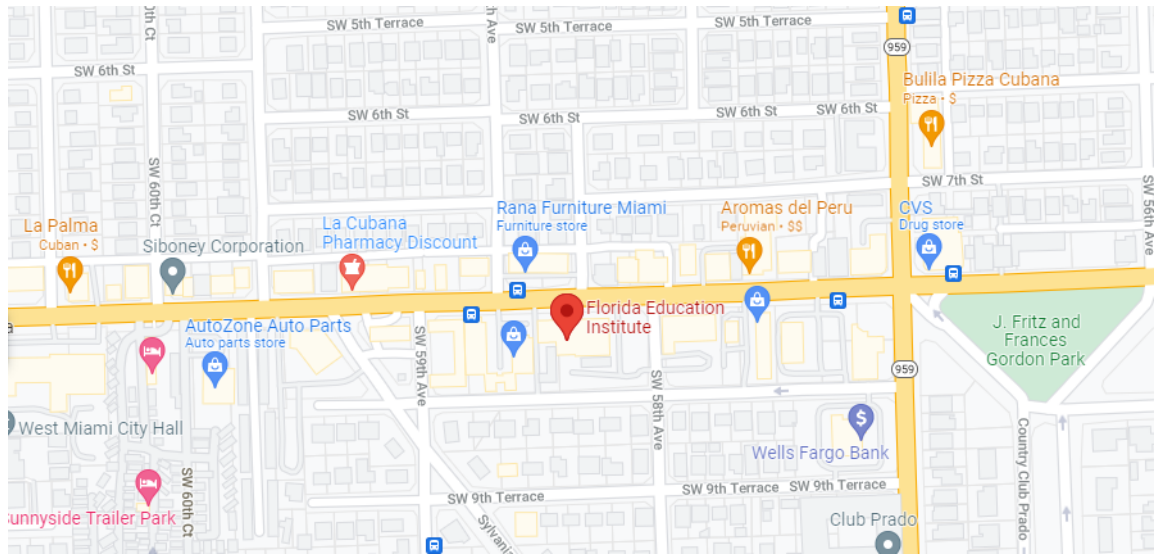 SW 5th Terrace
SW 5th Terrace
SW 5th Terrace
60th Ct
th Ave
959
SW 6th St
Bulila Pizza Cubana
Pizza • $
SW 6th St
SW 6th St
SW 6th St
SW 60th Ct
SW 7th St
SW 56th Ave
La Palma
Cuban • $
Siboney Corporation
La Cubana
Pharmacy Discount
Rana Furniture Miami
Furniture store
Aromas del Peru
Peruvian • $$
CVS
Drug store
a
AutoZone Auto Parts
Auto parts store
Florida Education
Institute
J. Fritz and
Frances
Gordon Park
SW 59th Ave
SW 58th Ave
959
West Miami City Hall
Wells Fargo Bank
Country Club Prado
SW 60th Ct
SW 9th Terrace
SW 9th Terrace
SW 9th Terrace
Sunnyside Trailer Park
Sylvani
Club Prado